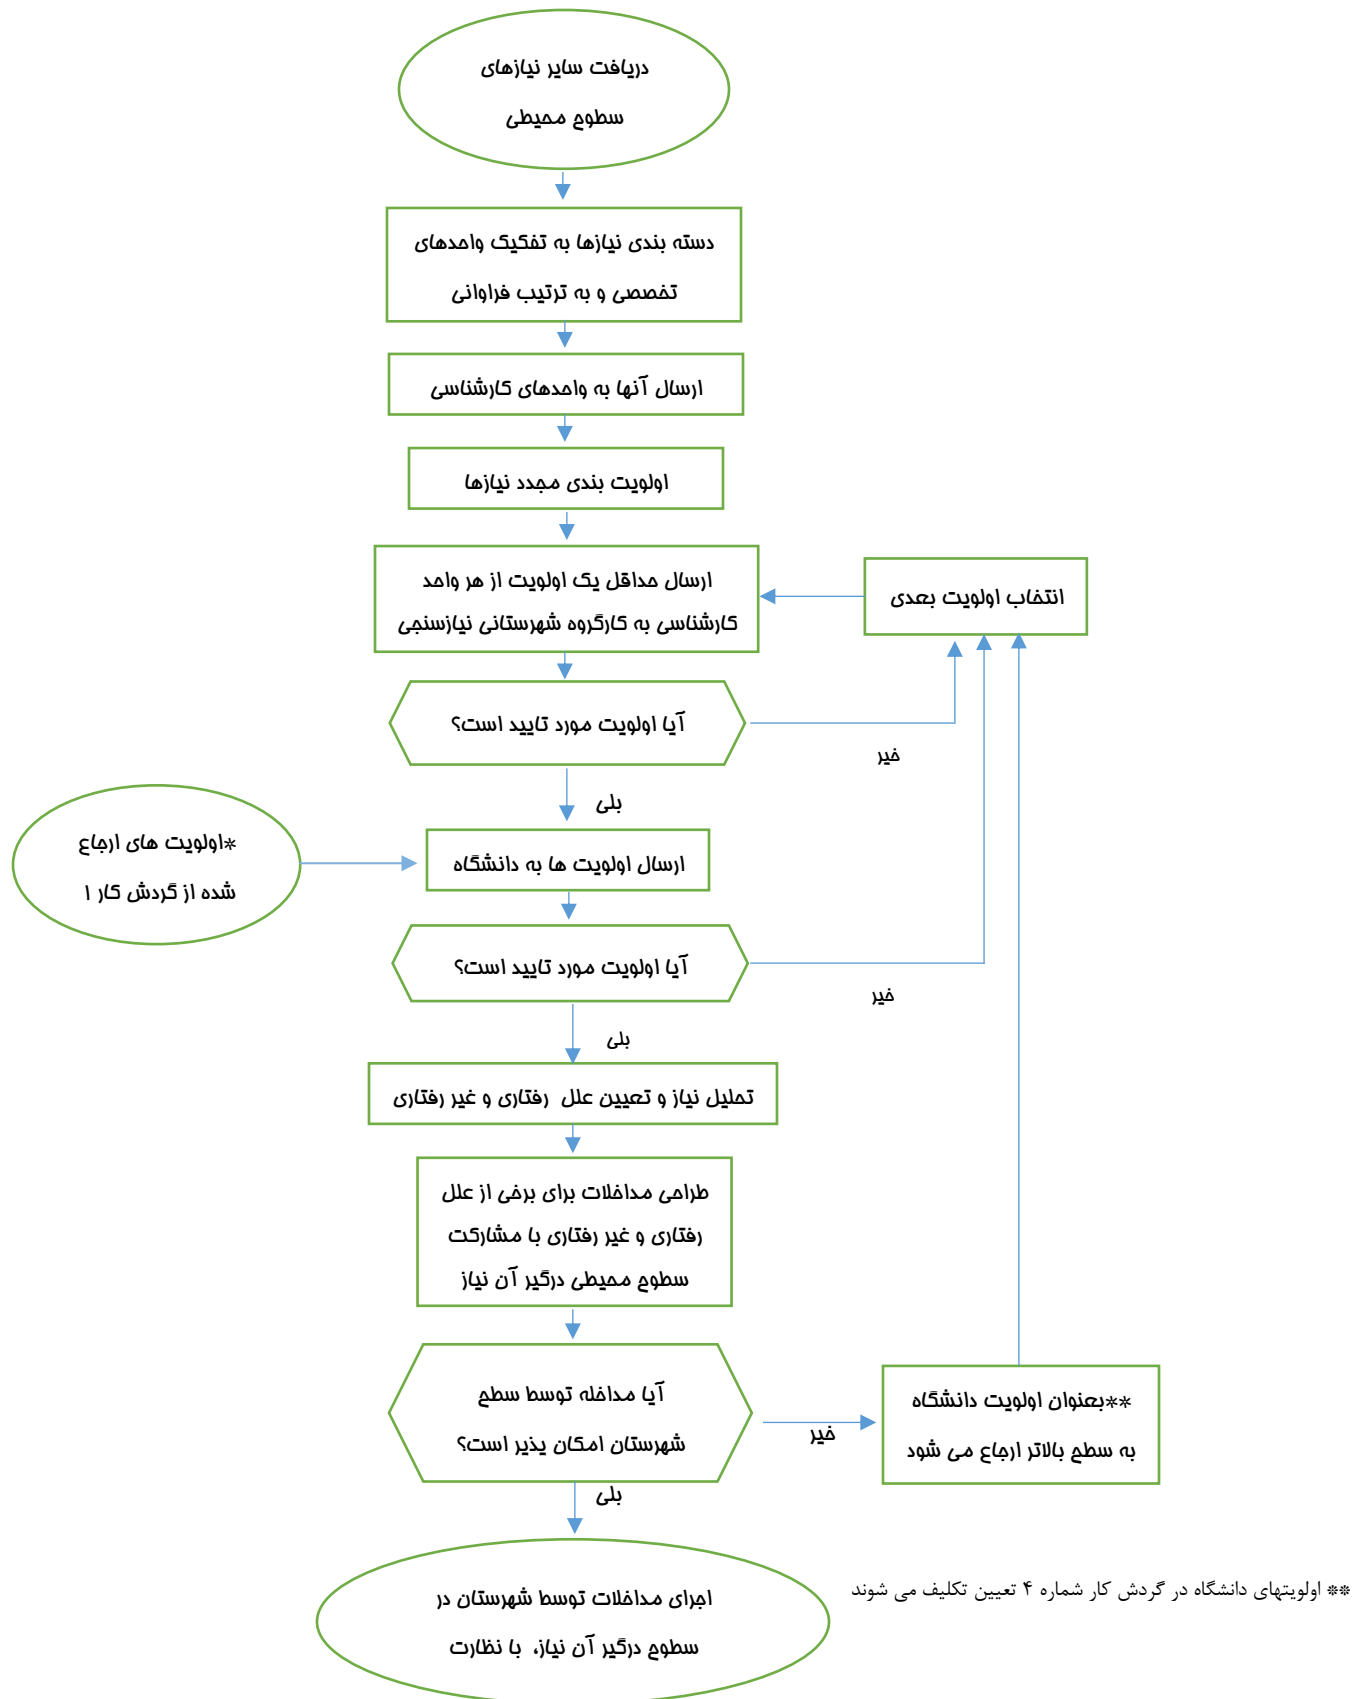 دریافت سایر نیازهای
سطوح محیطی
دسته بندی نیازها به تفکیک واحدهای
تخصصی و به ترتیب فراوانی
ارسال آنها به واحدهای کارشناسی
اولویت بندی مجدد نیازها
ارسال حداقل یک اولویت از هر واحد
کارشناسی به کارگروه شهرستانی نیازسنجی
انتخاب اولویت بعدی
آیا اولویت مورد تایید است؟
خیر
بلی
*اولویت های ارجاع
شده از گردش کار ۱
ارسال اولویت ها به دانشگاه
آیا اولویت مورد تایید است؟
خیر
بلی
تحلیل نیاز و تعیین علل رفتاری و غیر رفتاری
طراحی مداخلات برای برخی از علل
رفتاری و غیر رفتاری با مشارکت
سطوح محیطی درگیر آن نیاز
آیا مداخله توسط سطح
شهرستان امکان پذیر است؟
خیر
**بعنوان اولویت دانشگاه
به سطح بالاتر ارجاع می شود
بلی
اجرای مداخلات توسط شهرستان در
سطوح درگیر آن نیاز، با نظارت
** اولویتهای دانشگاه در گردش کار شماره ۴ تعیین تکلیف می شوند